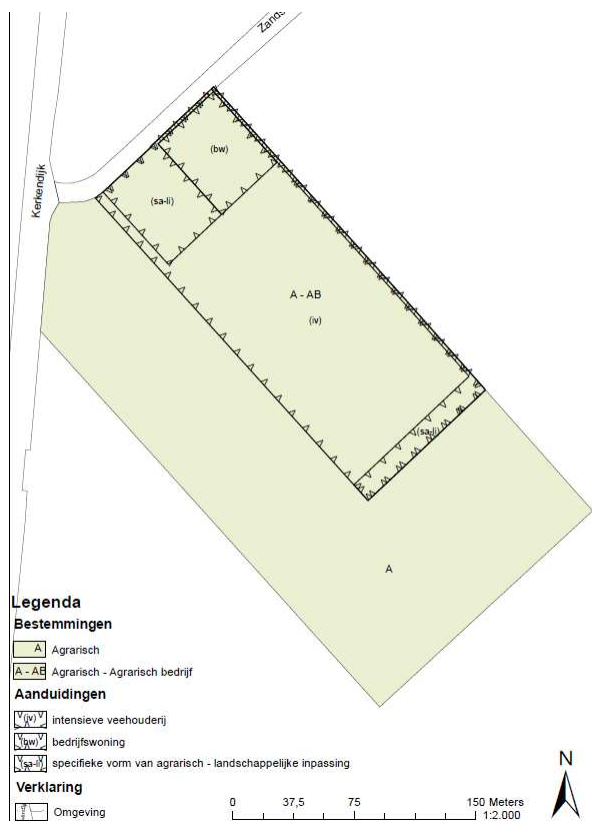 Zands
(bw)
Kerkendijk
(sa-li)
A - AB
(iv)
(sa-li)
A
Legenda
Bestemmingen
A Agrarisch
A - AB Agrarisch - Agrarisch bedrijf
Aanduidingen
(iv) intensieve veehouderij
(bw) bedrijfswoning
(sa-li) specifieke vorm van agrarisch - landschappelijke inpassing
Verklaring
Omgeving
N
0 37,5 75 150 Meters
1:2.000